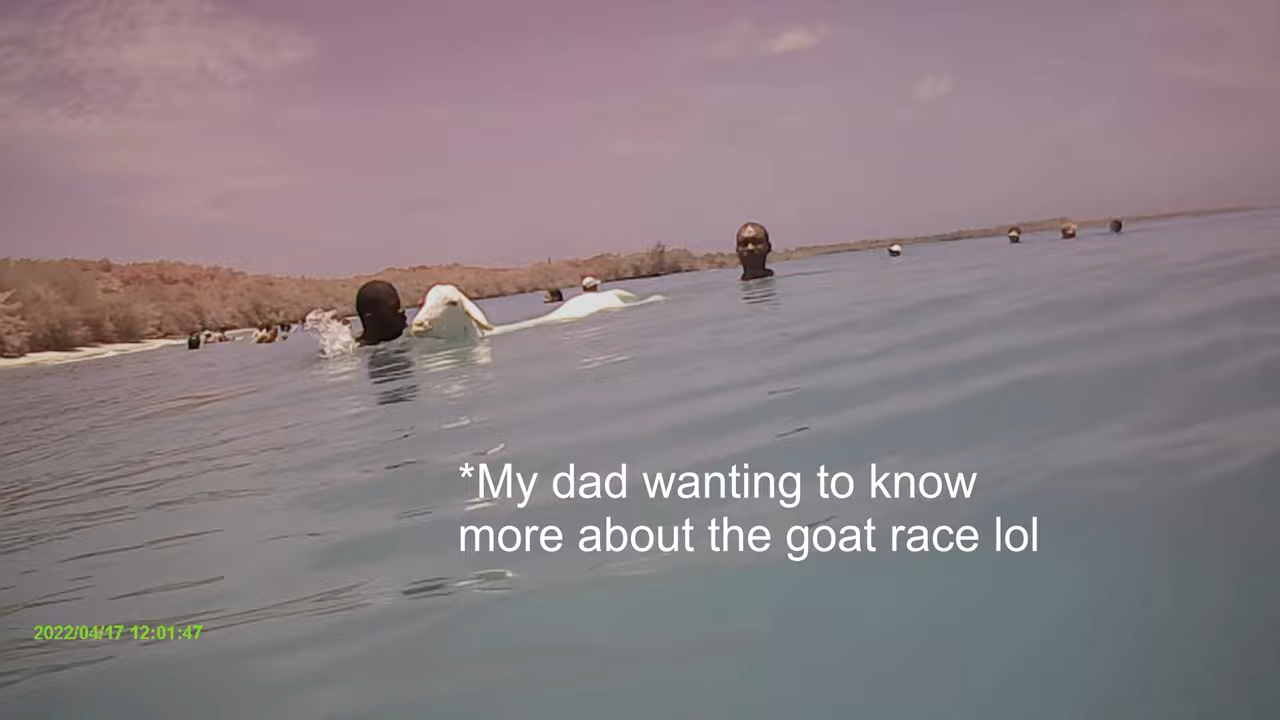 *My dad wanting to know
more about the goat race lol
2022/04/17 12:01:47